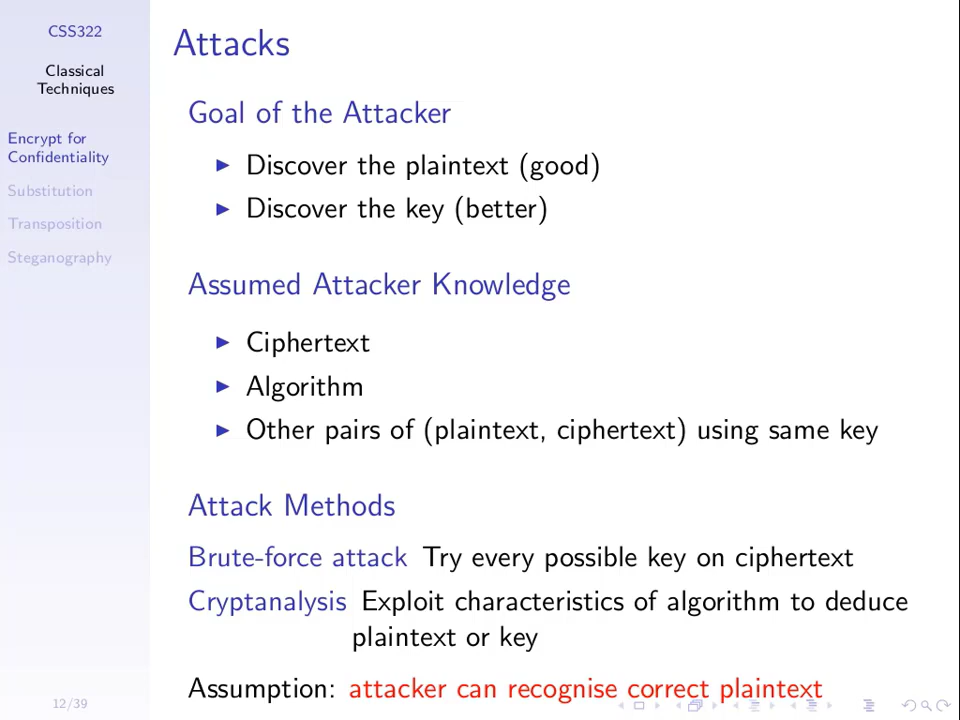 CSS322
Classical
Techniques
Encrypt for
Confidentiality
Substitution
Transposition
Steganography
12/39
Attacks
Goal of the Attacker
Discover the plaintext (good)
Discover the key (better)
Assumed Attacker Knowledge
Ciphertext
Algorithm
Other pairs of (plaintext, ciphertext) using same key
Attack Methods
Brute-force attack Try every possible key on ciphertext
Cryptanalysis Exploit characteristics of algorithm to deduce
plaintext or key
Assumption: attacker can recognise correct plaintext